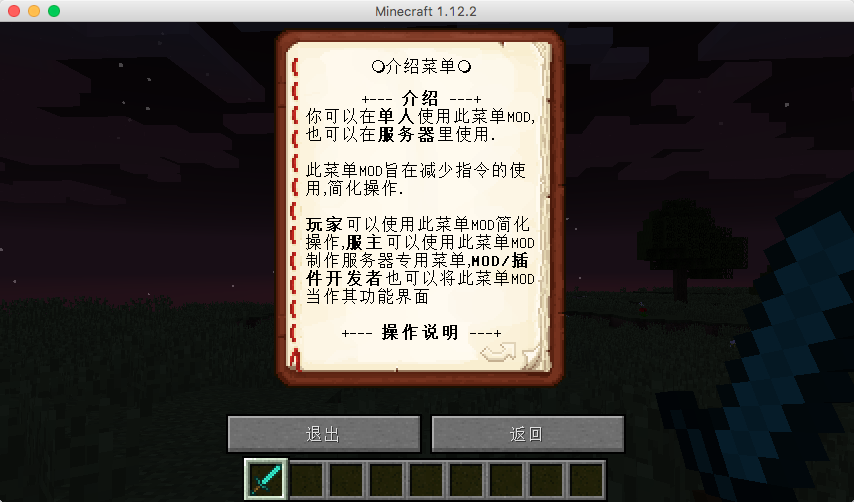 Minecraft 1.12.2
❍介绍菜单❍
+--- 介绍 ---+
你可以在单人使用此菜单MOD,
也可以在服务器里使用.
此菜单MOD旨在减少指令的使
用,简化操作.
玩家可以使用此菜单MOD简化
操作,服主可以使用此菜单MOD
制作服务器专用菜单,MOD/插
件开发者也可以将此菜单MOD
当作其功能界面
+--- 操作说明 ---+
退出
返回